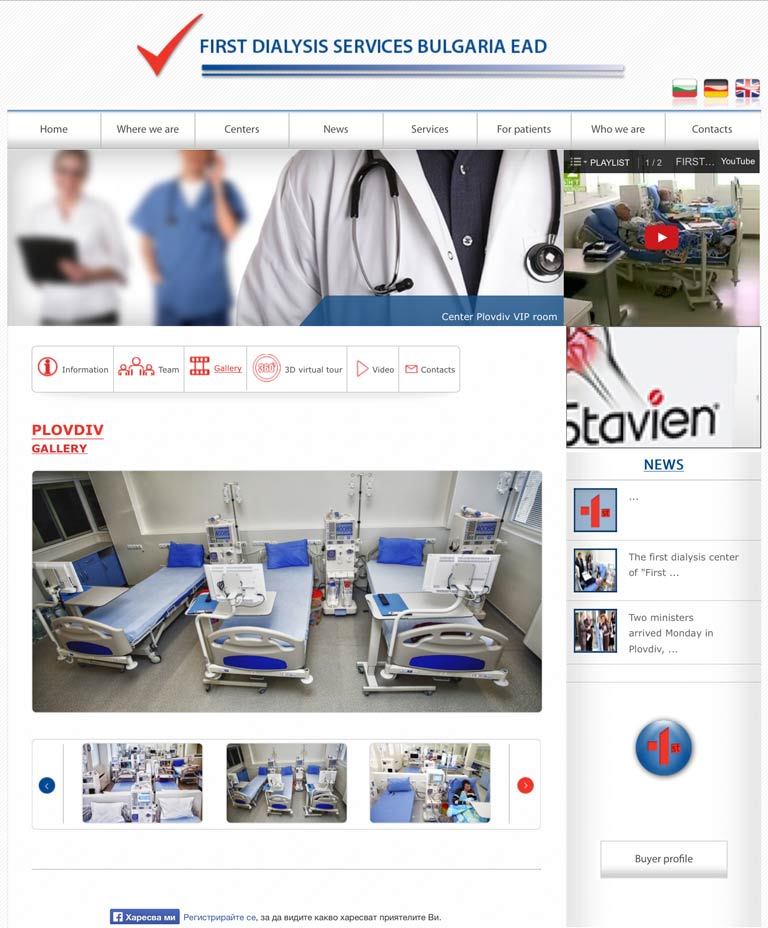 FIRST DIALYSIS SERVICES BULGARIA EAD
Home
Where we are
Centers
News
Services
For patients
Who we are
Contacts
PLAYLIST
1 / 2
FIRST...
YouTube
Center Plovdiv VIP room
Information
Team
Gallery
360°
3D virtual tour
Video
Contacts
Stavien
PLOVDIV
GALLERY
NEWS
1st
...
The first dialysis center
of "First ...
Two ministers
arrived Monday in
Plovdiv, ...
1st
Buyer profile
Харесва ми
Регистрирайте се, за да видите какво харесват приятелите Ви.